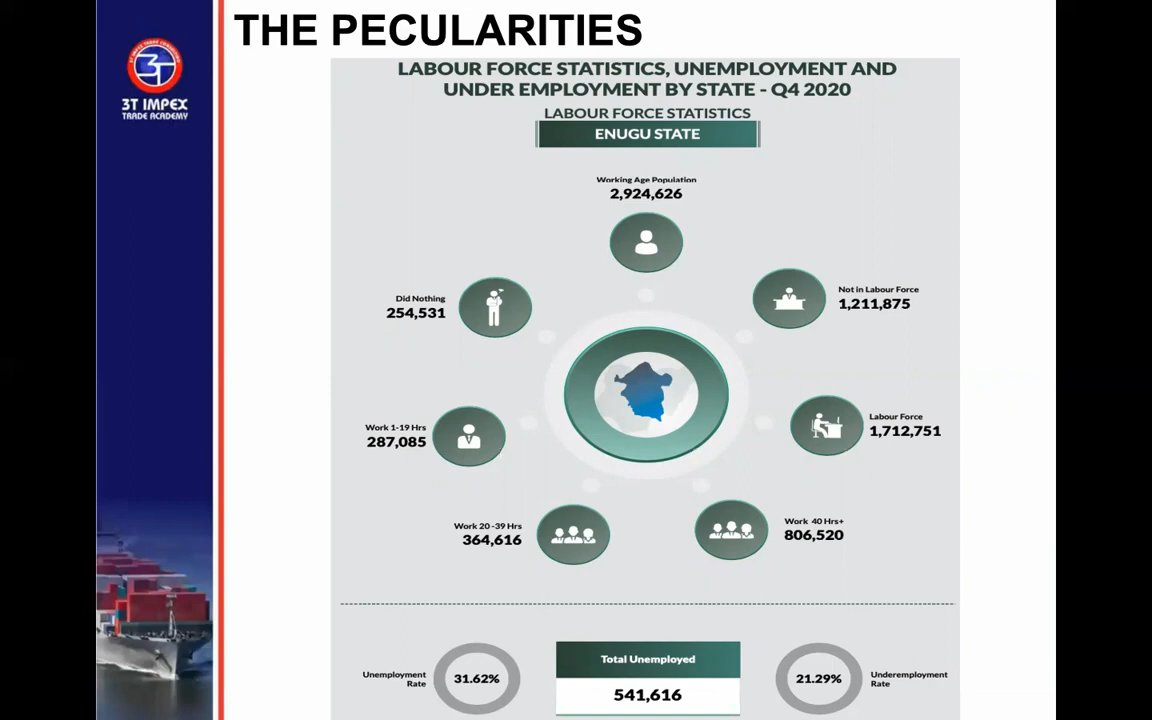 THE PECULARITIES
3T IMPEX
TRADE ACADEMY
LABOUR FORCE STATISTICS, UNEMPLOYMENT AND
UNDER EMPLOYMENT BY STATE - Q4 2020
LABOUR FORCE STATISTICS
ENUGU STATE
Working Age Population
2,924,626
Did Nothing
254,531
Not in Labour Force
1,211,875
Work 1-19 Hrs
287,085
Labour Force
1,712,751
Work 20 -39 Hrs
364,616
Work 40 Hrs+
806,520
Unemployment
Rate
31.62%
Total Unemployed
541,616
21.29%
Underemployment
Rate